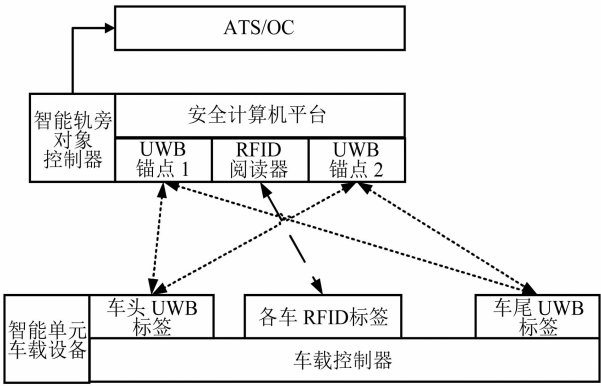 ATS/OC
智能轨旁
对象
控制器
安全计算机平台
UWB
锚点 1
RFID
阅读器
UWB
锚点 2
智能单元
车载设备
车头 UWB
标签
各车 RFID标签
车尾 UWB
标签
车载控制器